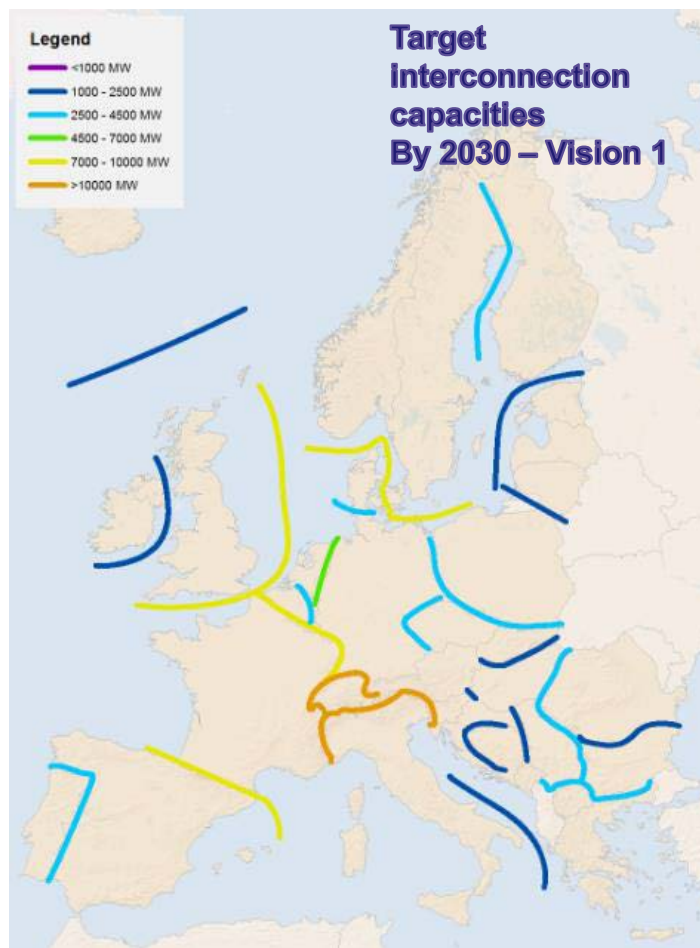 Legend
<1000 MW
1000 - 2500 MW
2500 - 4500 MW
4500 - 7000 MW
7000 - 10000 MW
>10000 MW
Target
interconnection
capacities
By 2030 – Vision 1